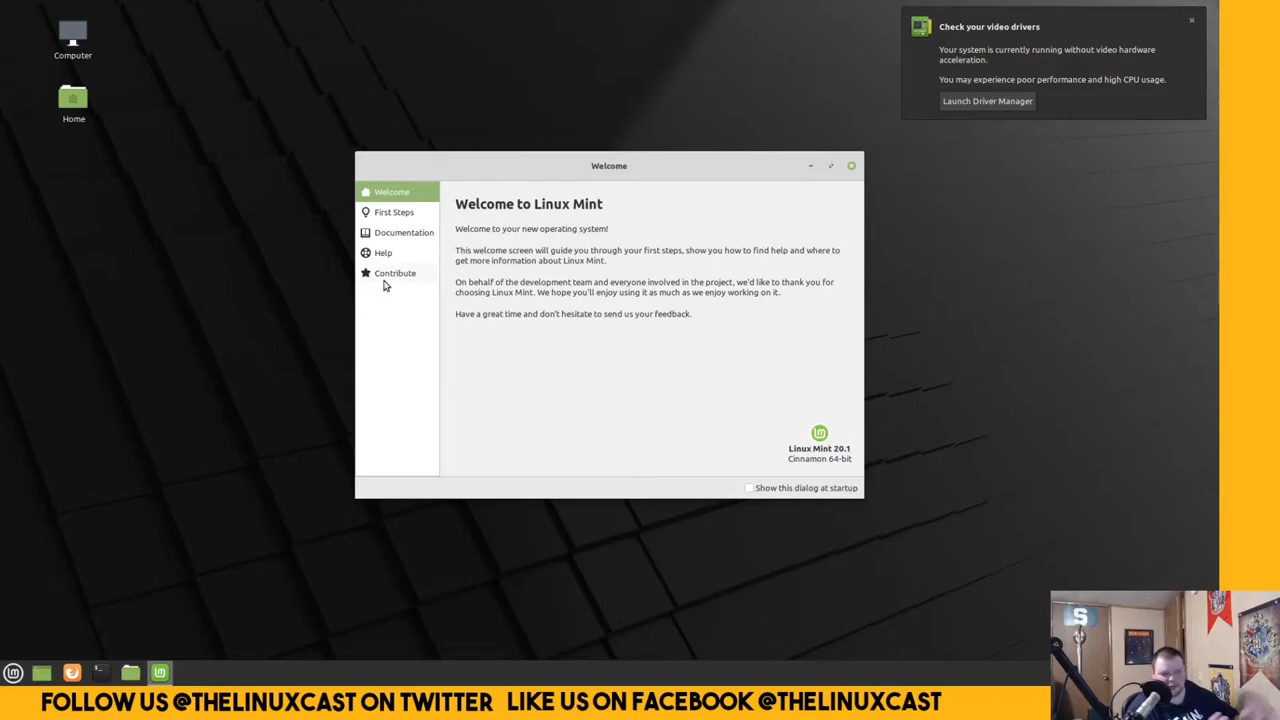 Computer
Home
Check your video drivers
Your system is currently running without video hardware
acceleration.
You may experience poor performance and high CPU usage.
Launch Driver Manager
Welcome
Welcome
First Steps
Documentation
Help
Contribute
Welcome to Linux Mint
Welcome to your new operating system!
This welcome screen will guide you through your first steps, show you how to find help and where to
get more information about Linux Mint.
On behalf of the development team and everyone involved in the project, we'd like to thank you for
choosing Linux Mint. We hope you'll enjoy using it as much as we enjoy working on it.
Have a great time and don't hesitate to send us your feedback.
Linux Mint 20.1
Cinnamon 64-bit
Show this dialog at startup
S
FOLLOW US @THELINUXCAST ON TWITTER LIKE US ON FACEBOOK @THELINUXCAST